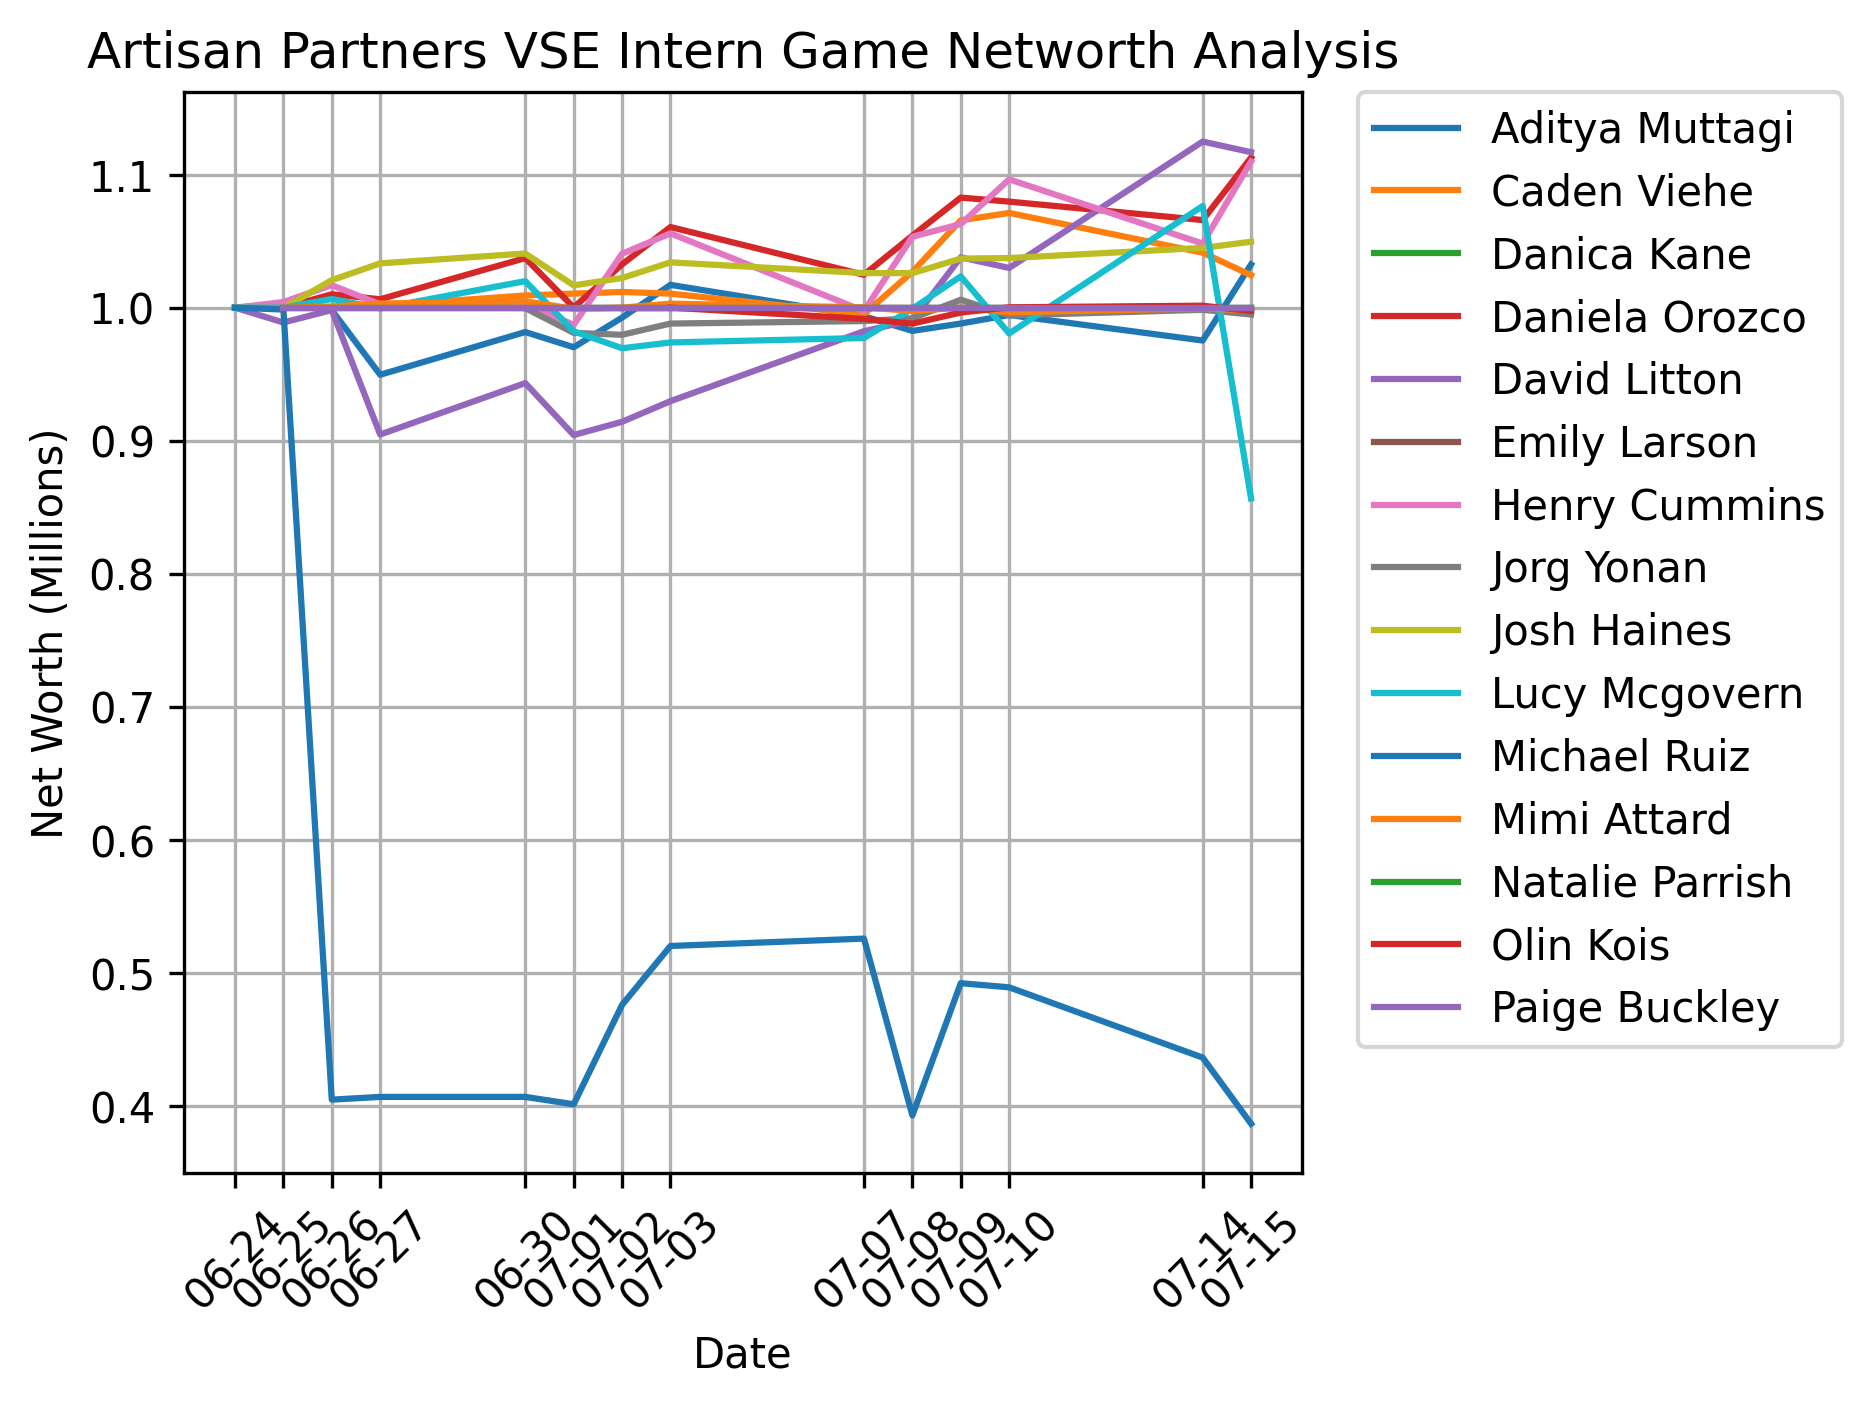 Artisan Partners VSE Intern Game Networth Analysis
Net Worth (Millions)
1.1
1.0
0.9
0.8
0.7
0.6
0.5
0.4
06-24
06-25
06-26
06-27
06-30
07-01
07-02
07-03
07-07
07-08
07-09
07-10
07-14
07-15
Date
Aditya Muttagi
Caden Viehe
Danica Kane
Daniela Orozco
David Litton
Emily Larson
Henry Cummins
Jorg Yonan
Josh Haines
Lucy Mcgovern
Michael Ruiz
Mimi Attard
Natalie Parrish
Olin Kois
Paige Buckley